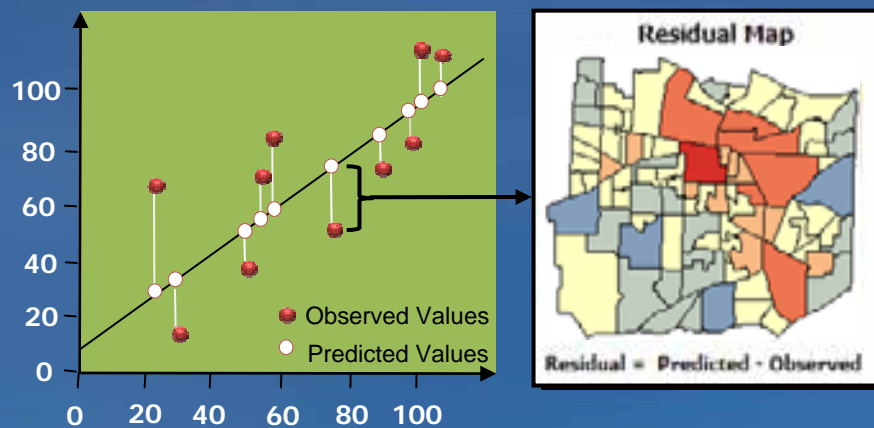 100
80
60
40
20
0
0 20 40 60 80 100
Observed Values
Predicted Values
Residual Map
Residual = Predicted - Observed